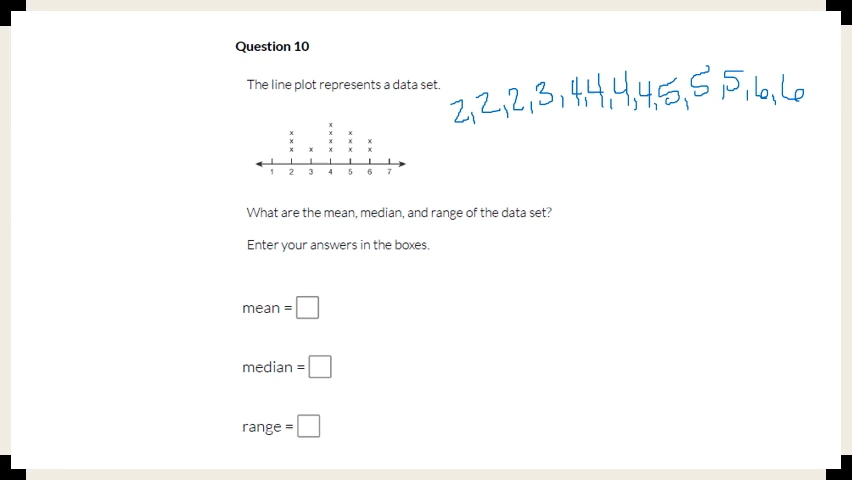 Question 10
The line plot represents a data set.
2,2,2,3,4,4,4,4,5,5,5,6,6
x
x x x
x x x x
x x x x x
1 2 3 4 5 6 7
What are the mean, median, and range of the data set?
Enter your answers in the boxes.
mean =
median =
range =